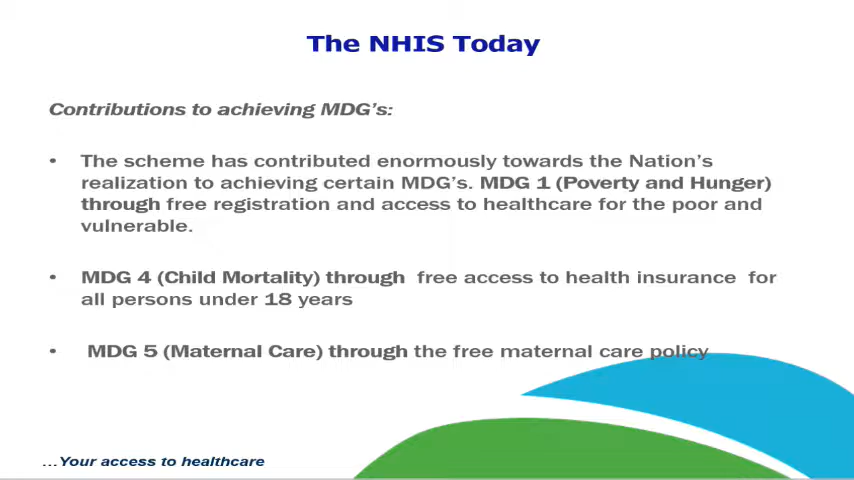 The NHIS Today
Contributions to achieving MDG's:
• The scheme has contributed enormously towards the Nation's
realization to achieving certain MDG's. MDG 1 (Poverty and Hunger)
through free registration and access to healthcare for the poor and
vulnerable.
• MDG 4 (Child Mortality) through free access to health insurance for
all persons under 18 years
• MDG 5 (Maternal Care) through the free maternal care policy
...Your access to healthcare